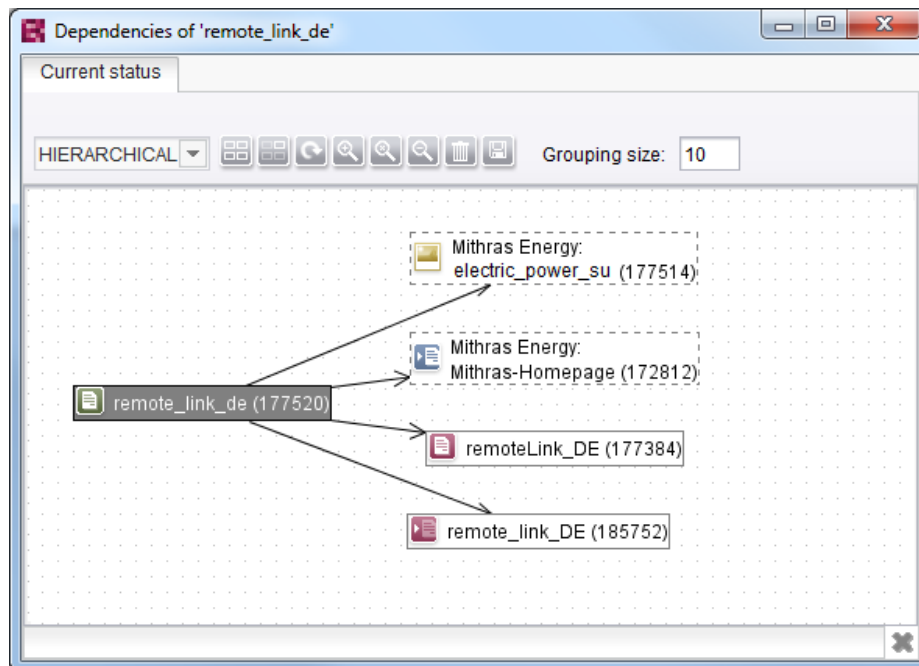 Dependencies of 'remote_link_de'
Current status
HIERARCHICAL
Grouping size: 10
Mithras Energy:
electric_power_su (177514)
Mithras Energy:
Mithras-Homepage (172812)
remote_link_de (177520)
remoteLink_DE (177384)
remote_link_DE (185752)